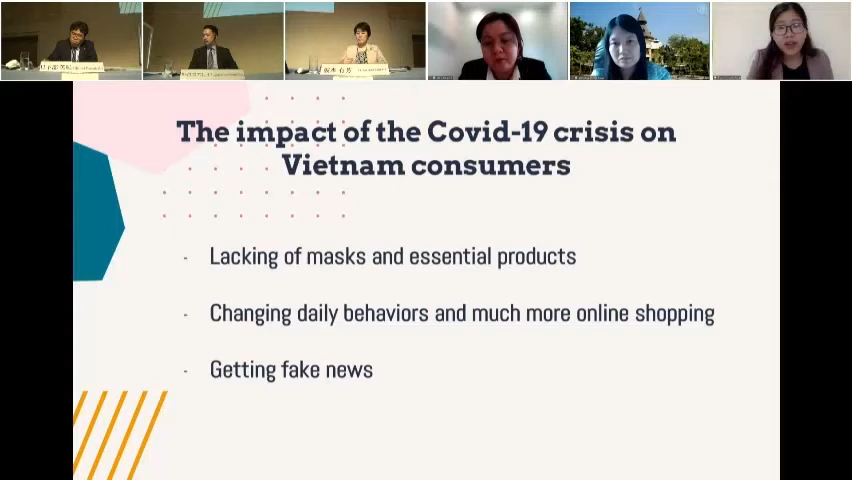 The impact of the Covid-19 crisis on
Vietnam consumers
- Lacking of masks and essential products
- Changing daily behaviors and much more online shopping
- Getting fake news